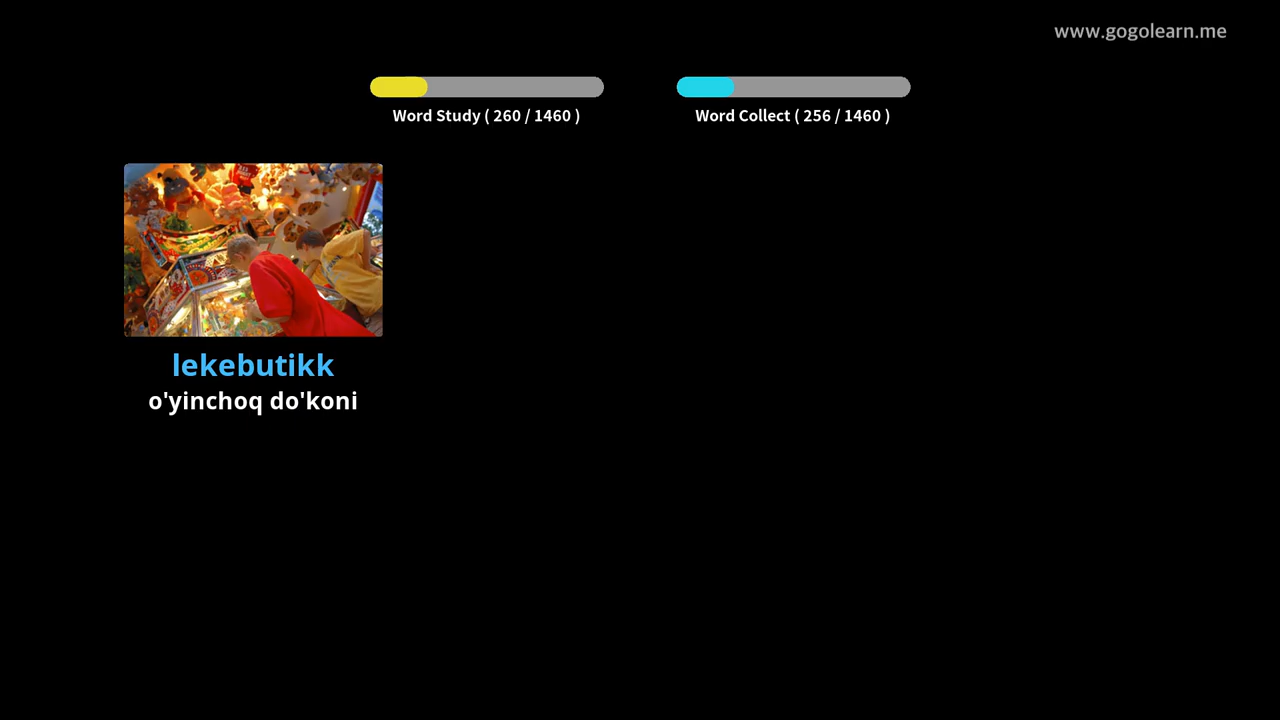 www.gogolearn.me
Word Study ( 260 / 1460 )
Word Collect ( 256 / 1460 )
lekebutikk
o'yinchoq do'koni